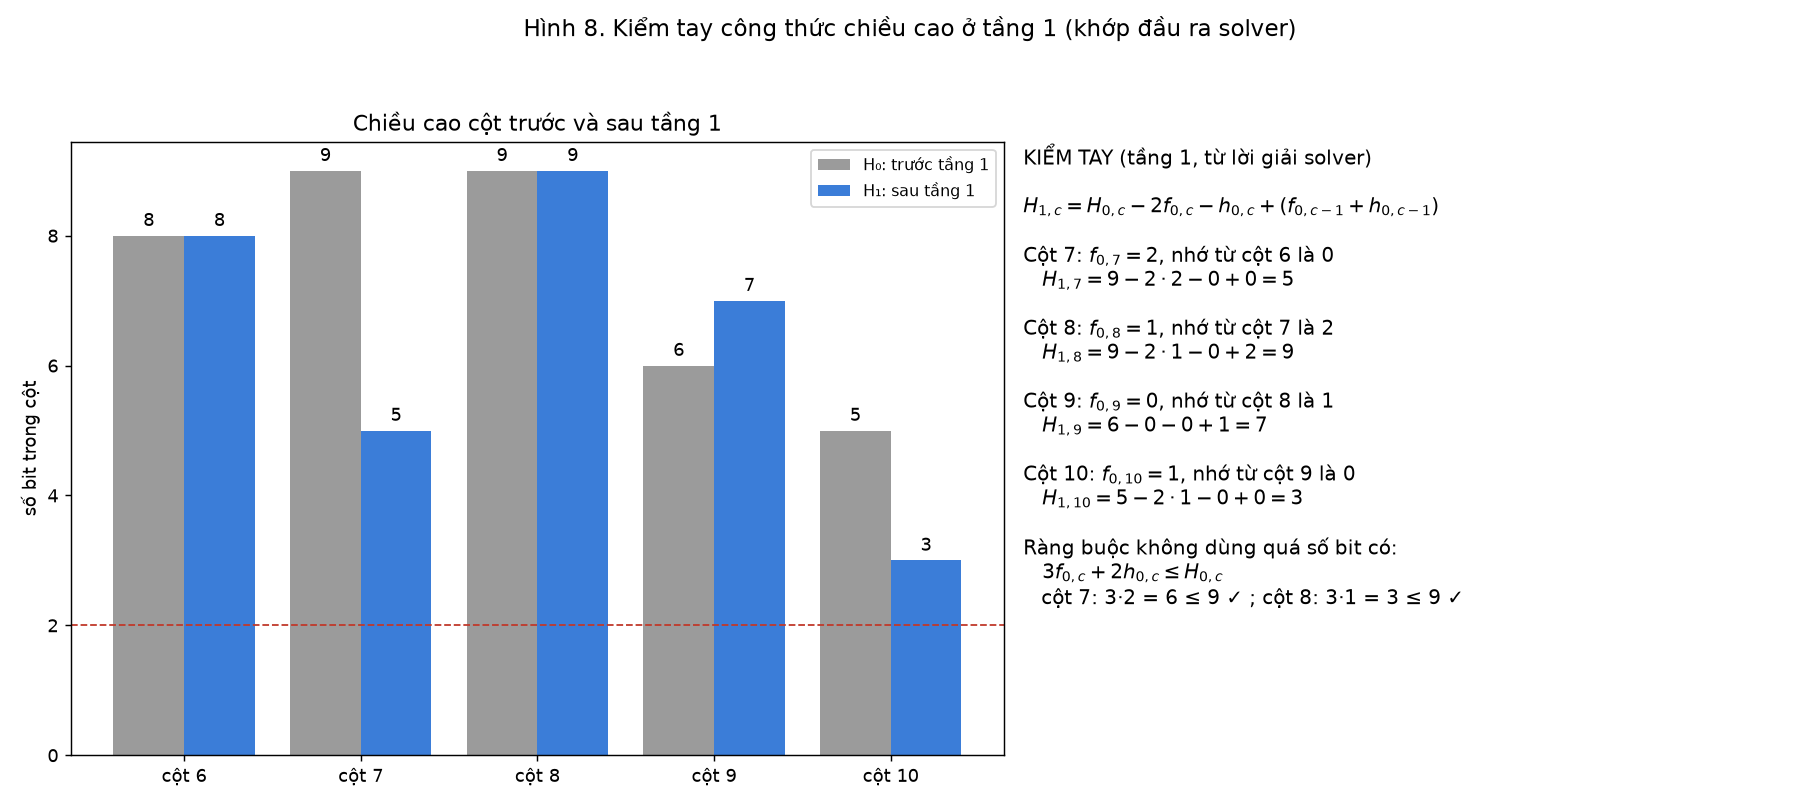 Hình 8. Kiểm tay công thức chiều cao ở tầng 1 (khớp đầu ra solver)
Chiều cao cột trước và sau tầng 1
số bit trong cột
0
2
4
6
8
8
8
9
5
9
9
6
7
5
3
H₀: trước tầng 1
H₁: sau tầng 1
cột 6
cột 7
cột 8
cột 9
cột 10
KIỂM TAY (tầng 1, từ lời giải solver)
H₁,c = H₀,c − 2f₀,c − h₀,c + (f₀,c−1 + h₀,c−1)
Cột 7: f₀,₇ = 2, nhớ từ cột 6 là 0
H₁,₇ = 9 − 2 · 2 − 0 + 0 = 5
Cột 8: f₀,₈ = 1, nhớ từ cột 7 là 2
H₁,₈ = 9 − 2 · 1 − 0 + 2 = 9
Cột 9: f₀,₉ = 0, nhớ từ cột 8 là 1
H₁,₉ = 6 − 0 − 0 + 1 = 7
Cột 10: f₀,₁₀ = 1, nhớ từ cột 9 là 0
H₁,₁₀ = 5 − 2 · 1 − 0 + 0 = 3
Ràng buộc không dùng quá số bit có:
3f₀,c + 2h₀,c ≤ H₀,c
cột 7: 3·2 = 6 ≤ 9 ✓ ; cột 8: 3·1 = 3 ≤ 9 ✓